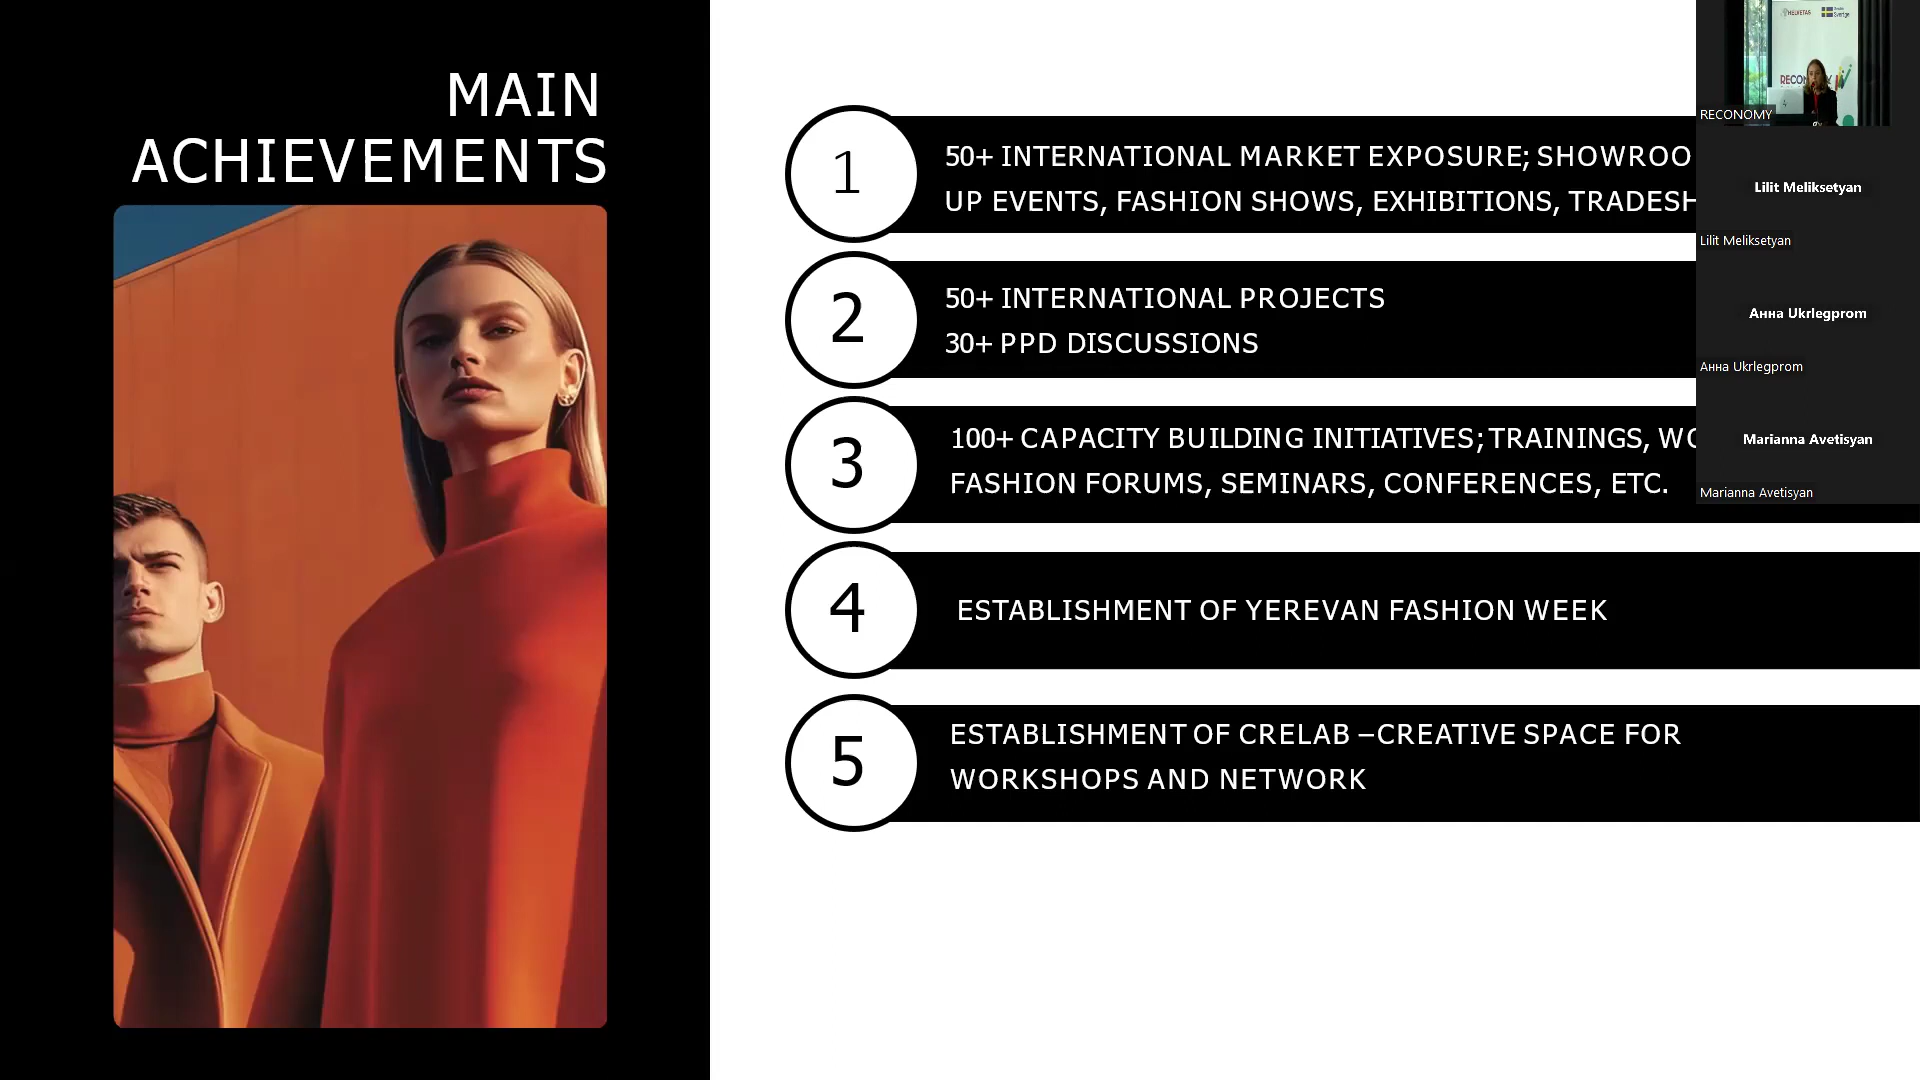 MAIN
ACHIEVEMENTS
1
50+ INTERNATIONAL MARKET EXPOSURE; SHOWROO
UP EVENTS, FASHION SHOWS, EXHIBITIONS, TRADESH
2
50+ INTERNATIONAL PROJECTS
30+ PPD DISCUSSIONS
3
100+ CAPACITY BUILDING INITIATIVES; TRAININGS, WO
FASHION FORUMS, SEMINARS, CONFERENCES, ETC.
4
ESTABLISHMENT OF YEREVAN FASHION WEEK
5
ESTABLISHMENT OF CRELAB –CREATIVE SPACE FOR
WORKSHOPS AND NETWORK
HELVETAS
Sverige
RECONOMY
Lilit Meliksetyan
Lilit Meliksetyan
Анна Ukrlegprom
Анна Ukrlegprom
Marianna Avetisyan
Marianna Avetisyan